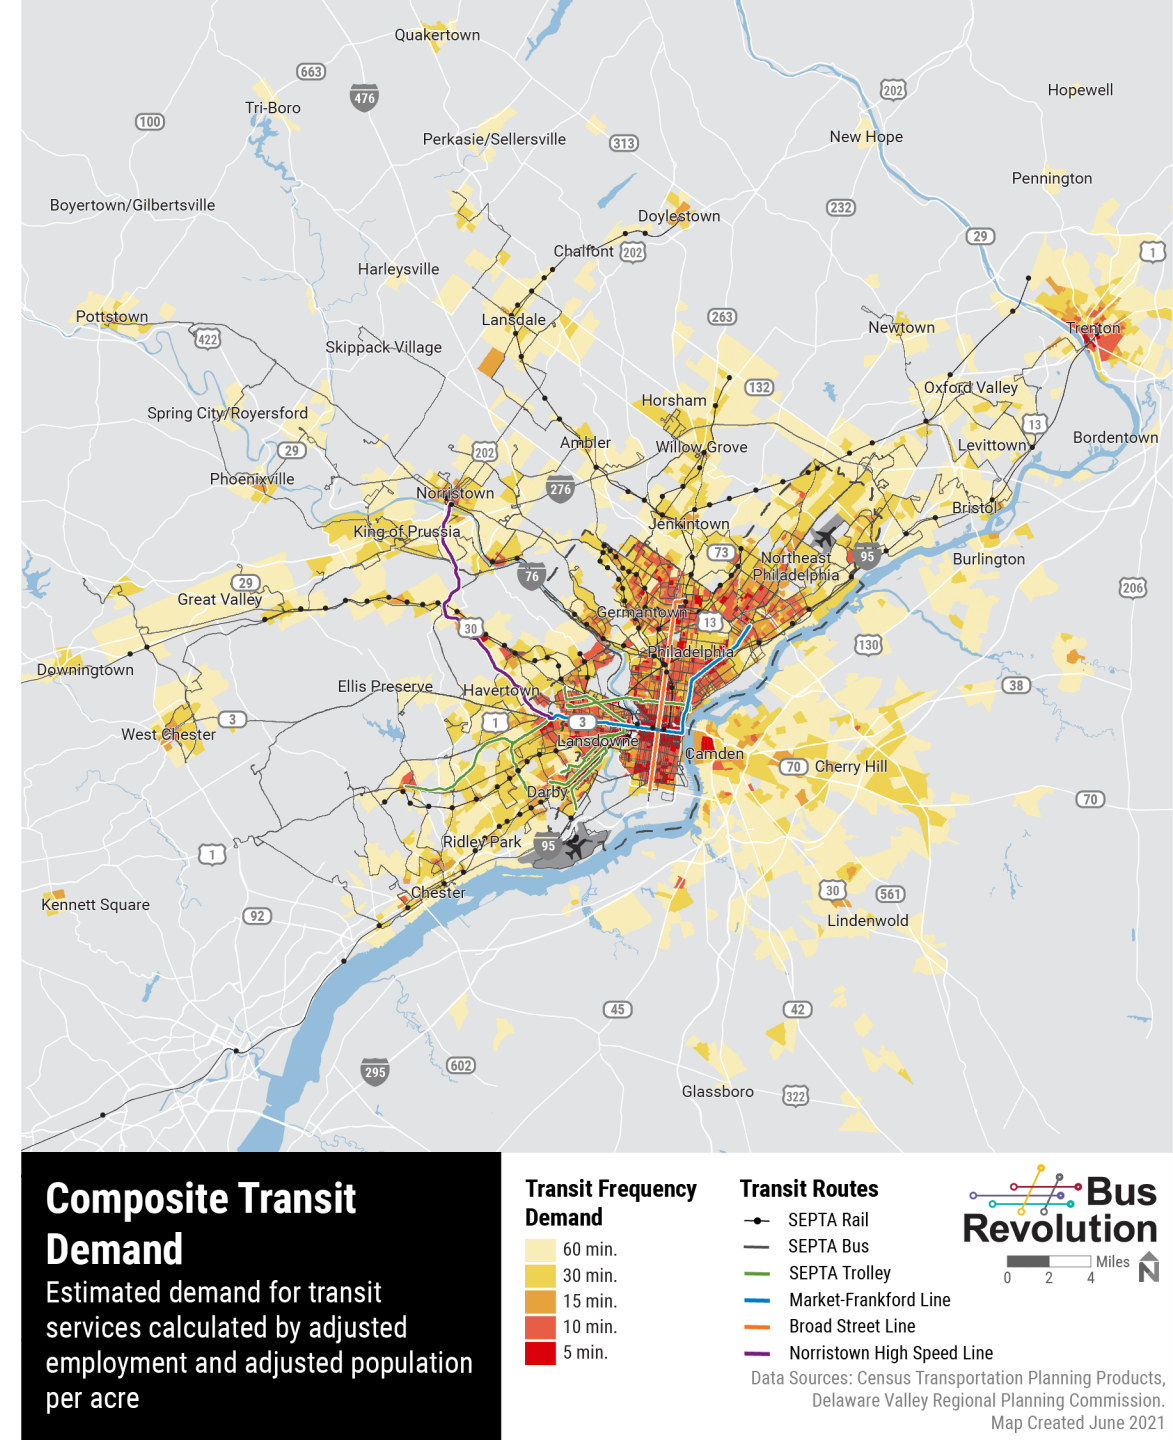 Quakertown
663
476
Tri-Boro
202
Hopewell
100
Perkasie/Sellersville
313
New Hope
Pennington
Boyertown/Gilbertsville
232
Doylestown
29
Chalfont
202
1
Harleysville
Pottstown
422
Lansdale
263
Newtown
Trenton
Skippack Village
132
Oxford Valley
Horsham
Spring City/Royersford
13
29
202
Ambler
Willow Grove
Levittown
Bordentown
Phoenixville
276
Norristown
Bristol
King of Prussia
Jenkintown
73
Northeast
Philadelphia
95
Burlington
76
29
206
Great Valley
Germantown
13
30
Philadelphia
130
Downingtown
Ellis Preserve
Havertown
38
3
1
3
West Chester
Lansdowne
Camden
70
Cherry Hill
Darby
70
1
Ridley Park
95
Chester
30
561
Kennett Square
92
Lindenwold
45
42
295
602
Glassboro
322
Composite Transit
Demand
Estimated demand for transit
services calculated by adjusted
employment and adjusted population
per acre
Transit Frequency
Demand
60 min.
30 min.
15 min.
10 min.
5 min.
Transit Routes
SEPTA Rail
SEPTA Bus
SEPTA Trolley
Market-Frankford Line
Broad Street Line
Norristown High Speed Line
Bus
Revolution
Miles
0 2 4
N
Data Sources: Census Transportation Planning Products,
Delaware Valley Regional Planning Commission.
Map Created June 2021